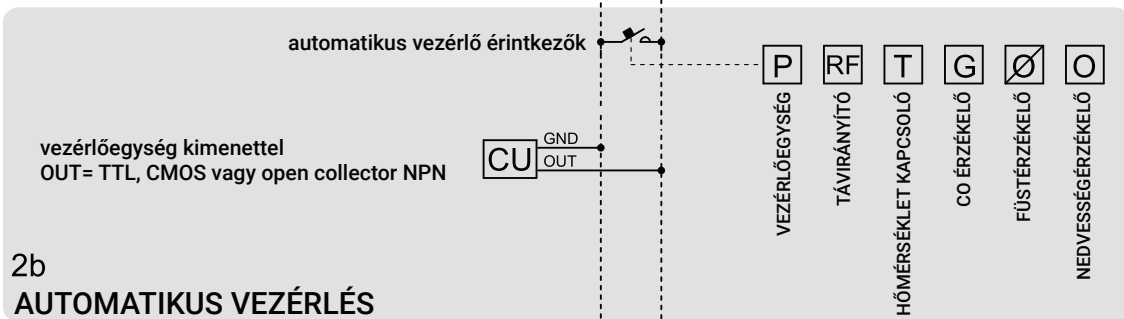 automatikus vezérlő érintkezők
P RF T G Ø O
VEZÉRLŐEGYSÉG
TÁVIRÁNYÍTÓ
HŐMÉRSÉKLET KAPCSOLÓ
CO ÉRZÉKELŐ
FÜSTÉRZÉKELŐ
NEDVESSÉGÉRZÉKELŐ
vezérlőegység kimenettel
OUT= TTL, CMOS vagy open collector NPN
CU
GND
OUT
2b
AUTOMATIKUS VEZÉRLÉS